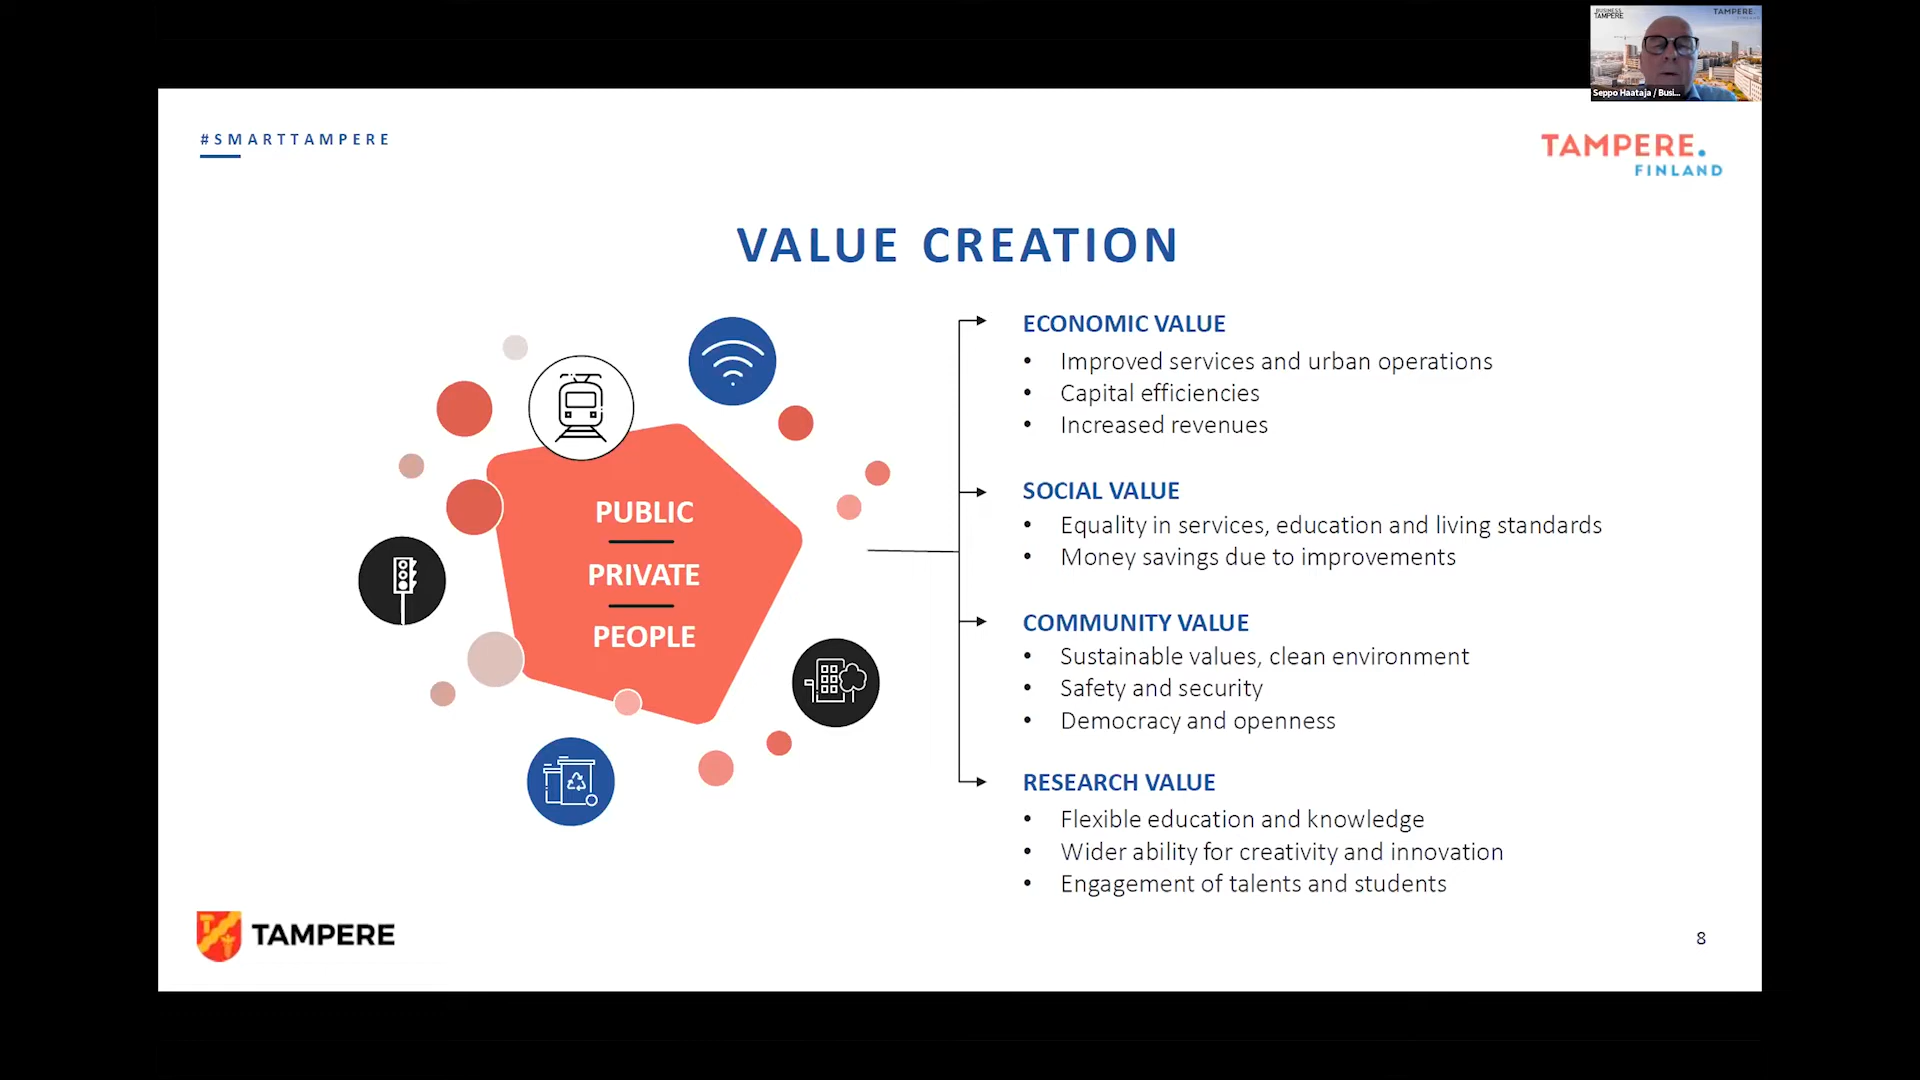 BUSINESS
TAMPERE
TAMPERE.
Seppo Haataja / Busi...
#SMARTTAMPERE
TAMPERE.
FINLAND
VALUE CREATION
PUBLIC
PRIVATE
PEOPLE
ECONOMIC VALUE
• Improved services and urban operations
• Capital efficiencies
• Increased revenues
SOCIAL VALUE
• Equality in services, education and living standards
• Money savings due to improvements
COMMUNITY VALUE
• Sustainable values, clean environment
• Safety and security
• Democracy and openness
RESEARCH VALUE
• Flexible education and knowledge
• Wider ability for creativity and innovation
• Engagement of talents and students
TAMPERE
8